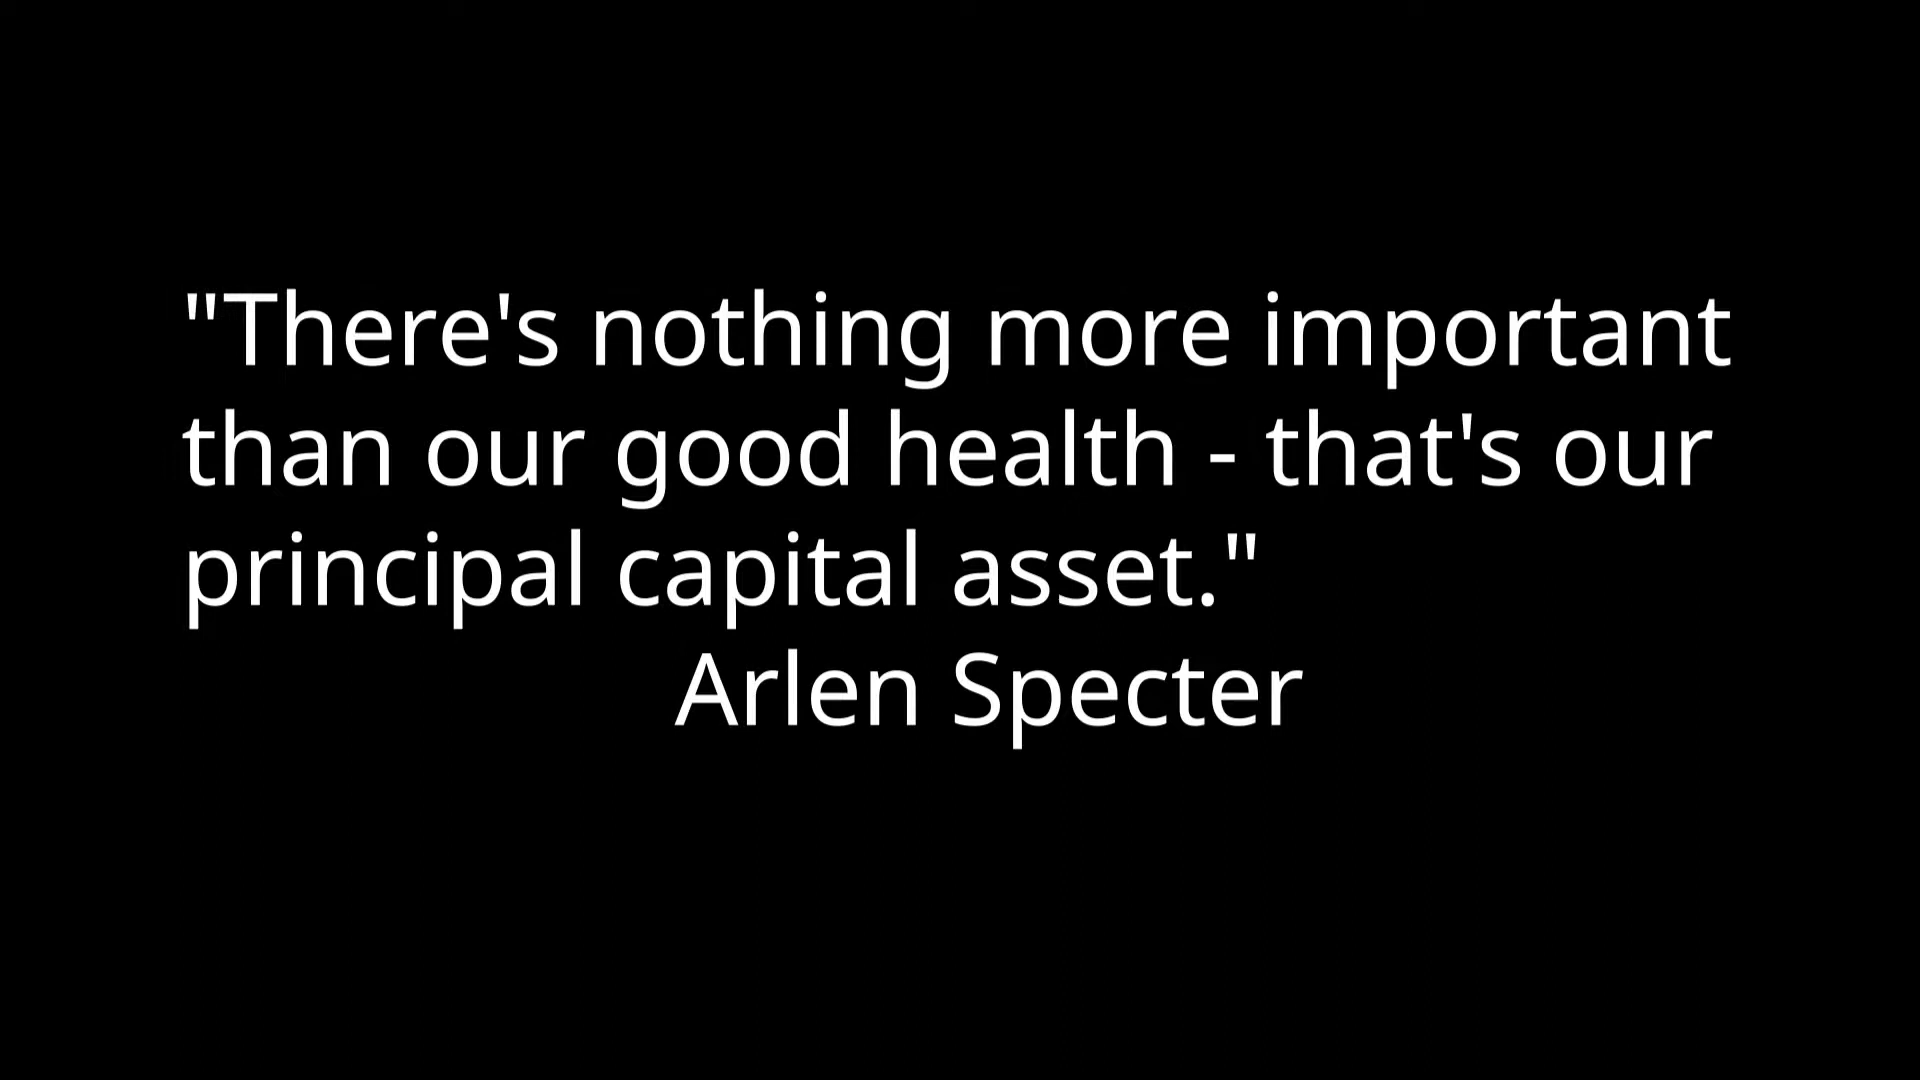 "There's nothing more important
than our good health - that's our
principal capital asset."
Arlen Specter